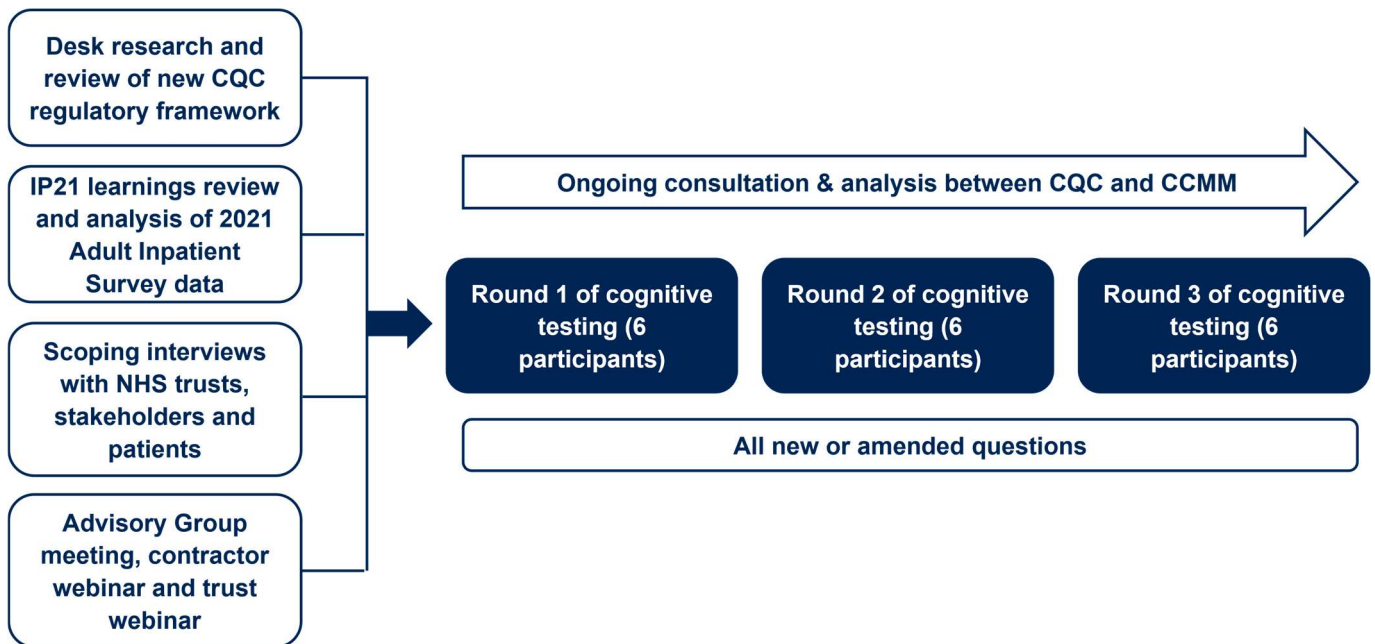 Desk research and
review of new CQC
regulatory framework
IP21 learnings review
and analysis of 2021
Adult Inpatient
Survey data
Scoping interviews
with NHS trusts,
stakeholders and
patients
Advisory Group
meeting, contractor
webinar and trust
webinar
Ongoing consultation & analysis between CQC and CCMM
Round 1 of cognitive
testing (6
participants)
Round 2 of cognitive
testing (6
participants)
Round 3 of cognitive
testing (6
participants)
All new or amended questions